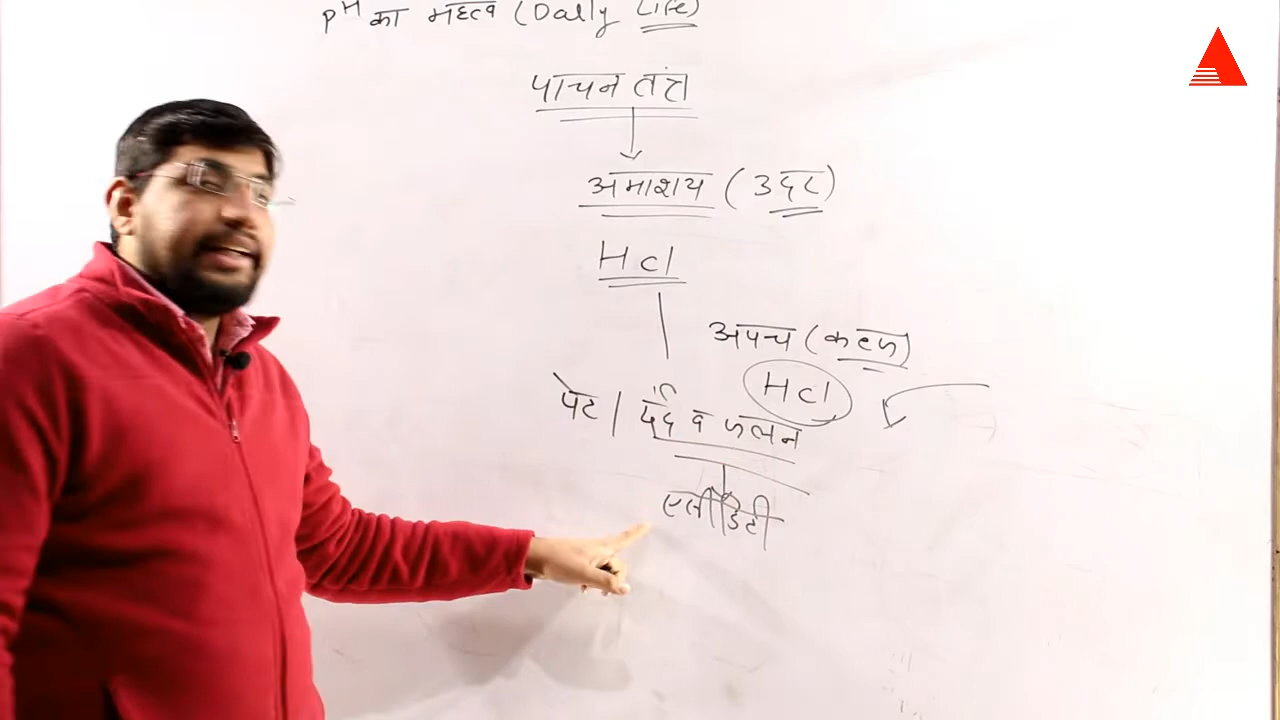 pH का महत्व (Daily Life)
पाचन तंत्र
अमाशय (उदर)
HCl
अपच (कब्ज)
HCl
पेट / दर्द व जलन
एसीडिटी